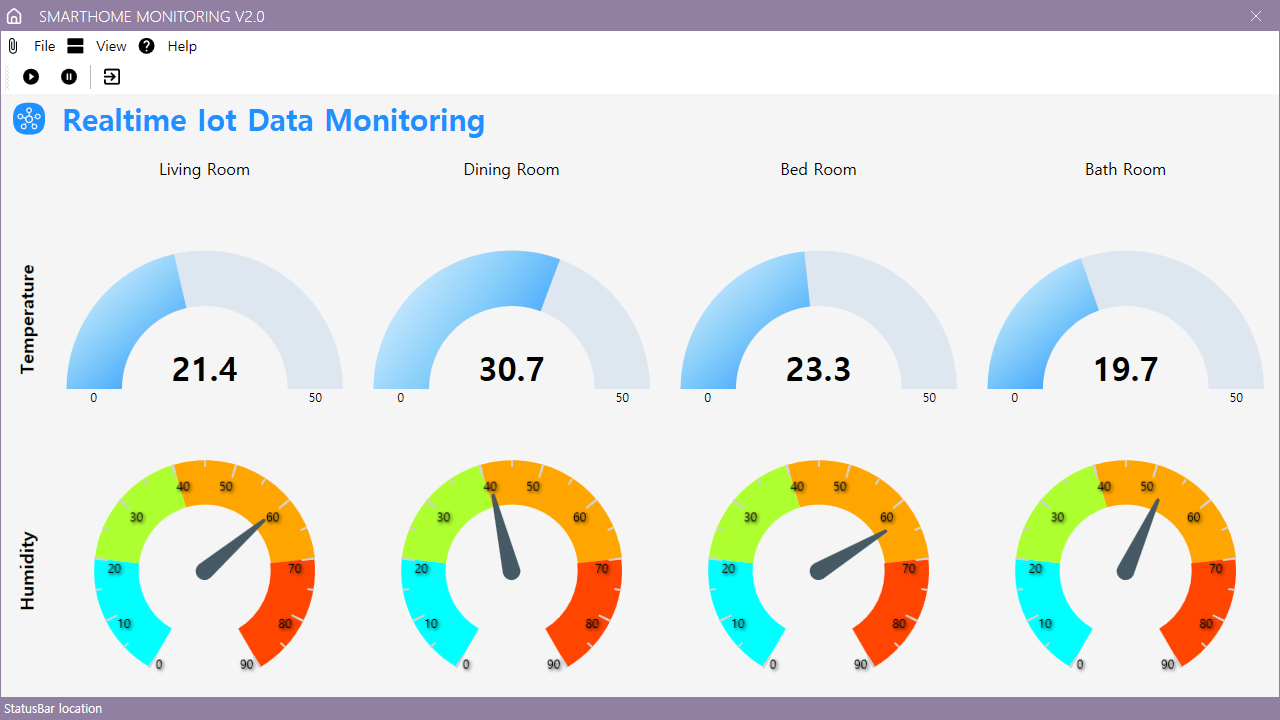 SMARTHOME MONITORING V2.0
File View Help
Realtime Iot Data Monitoring
Living Room Dining Room Bed Room Bath Room
Temperature
21.4 30.7 23.3 19.7
0 50 0 50 0 50 0 50
Humidity
0 10 20 30 40 50 60 70 80 90
0 10 20 30 40 50 60 70 80 90
0 10 20 30 40 50 60 70 80 90
0 10 20 30 40 50 60 70 80 90
StatusBar location